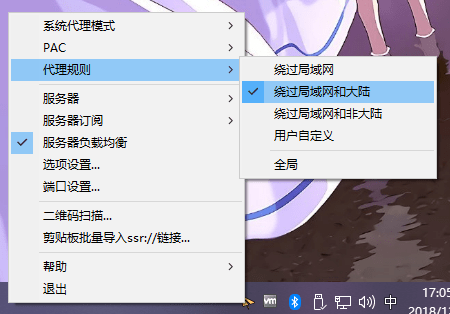 系统代理模式
PAC
代理规则
服务器
服务器订阅
服务器负载均衡
选项设置...
端口设置...
二维码扫描...
剪贴板批量导入ssr://链接...
帮助
退出
绕过局域网
绕过局域网和大陆
绕过局域网和非大陆
用户自定义
全局
vm
中
17:05
2018/1